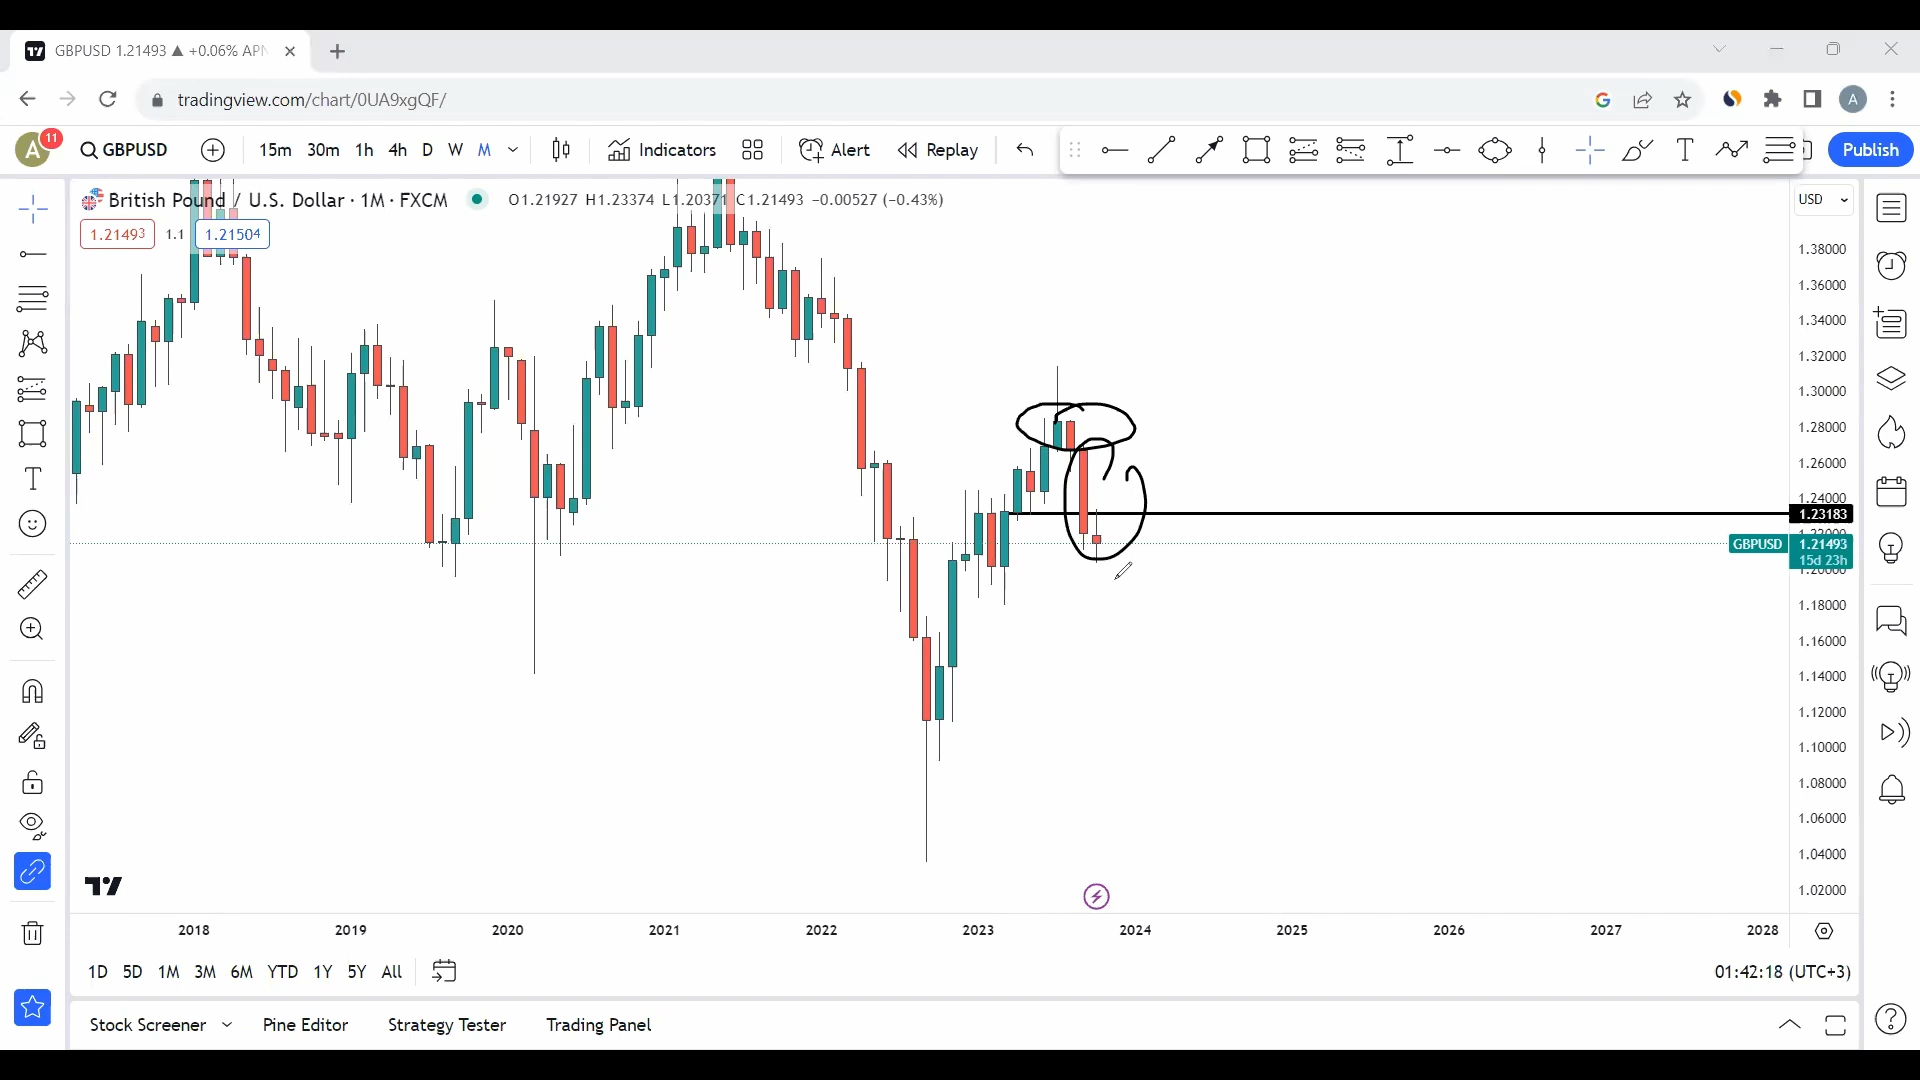 GBPUSD 1.21493 ▲ +0.06% APN
tradingview.com/chart/0UA9xgQF/
A
A 11 GBPUSD 15m 30m 1h 4h D W M Indicators Alert Replay T Publish
British Pound / U.S. Dollar · 1M · FXCM O1.21927 H1.23374 L1.20371 C1.21493 −0.00527 (−0.43%)
USD
1.21493 1.1 1.21504
1.38000
1.36000
1.34000
1.32000
1.30000
1.28000
1.26000
1.24000
1.23183
1.22000
GBPUSD 1.21493
15d 23h
1.20000
1.18000
1.16000
1.14000
1.12000
1.10000
1.08000
1.06000
1.04000
1.02000
2018 2019 2020 2021 2022 2023 2024 2025 2026 2027 2028
1D 5D 1M 3M 6M YTD 1Y 5Y All 01:42:18 (UTC+3)
Stock Screener Pine Editor Strategy Tester Trading Panel